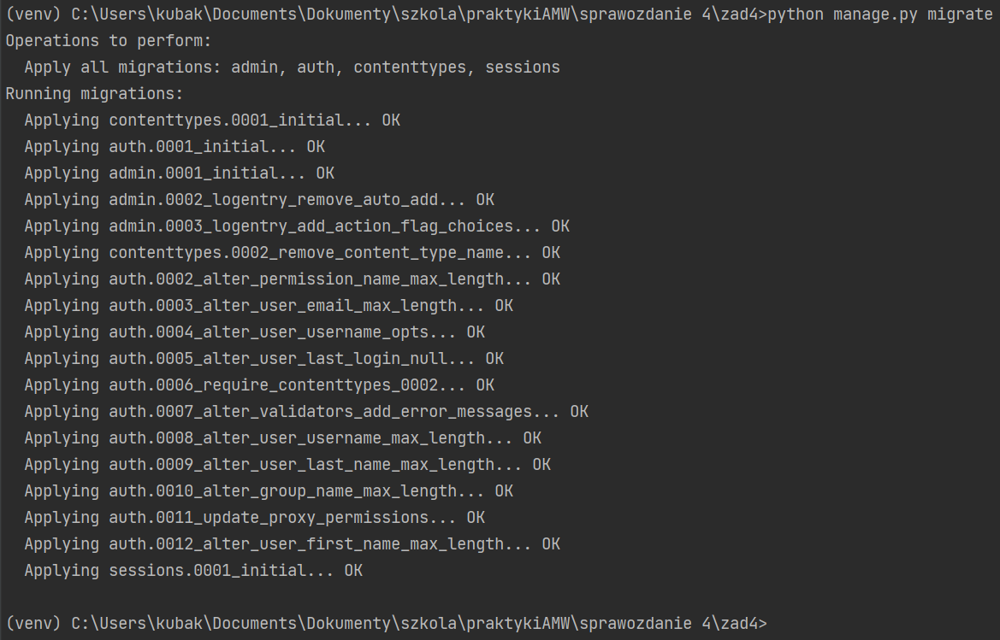 (venv) C:\Users\kubak\Documents\Dokumenty\szkola\praktykiAMW\sprawozdanie 4\zad4>python manage.py migrate
Operations to perform:
  Apply all migrations: admin, auth, contenttypes, sessions
Running migrations:
  Applying contenttypes.0001_initial... OK
  Applying auth.0001_initial... OK
  Applying admin.0001_initial... OK
  Applying admin.0002_logentry_remove_auto_add... OK
  Applying admin.0003_logentry_add_action_flag_choices... OK
  Applying contenttypes.0002_remove_content_type_name... OK
  Applying auth.0002_alter_permission_name_max_length... OK
  Applying auth.0003_alter_user_email_max_length... OK
  Applying auth.0004_alter_user_username_opts... OK
  Applying auth.0005_alter_user_last_login_null... OK
  Applying auth.0006_require_contenttypes_0002... OK
  Applying auth.0007_alter_validators_add_error_messages... OK
  Applying auth.0008_alter_user_username_max_length... OK
  Applying auth.0009_alter_user_last_name_max_length... OK
  Applying auth.0010_alter_group_name_max_length... OK
  Applying auth.0011_update_proxy_permissions... OK
  Applying auth.0012_alter_user_first_name_max_length... OK
  Applying sessions.0001_initial... OK
(venv) C:\Users\kubak\Documents\Dokumenty\szkola\praktykiAMW\sprawozdanie 4\zad4>